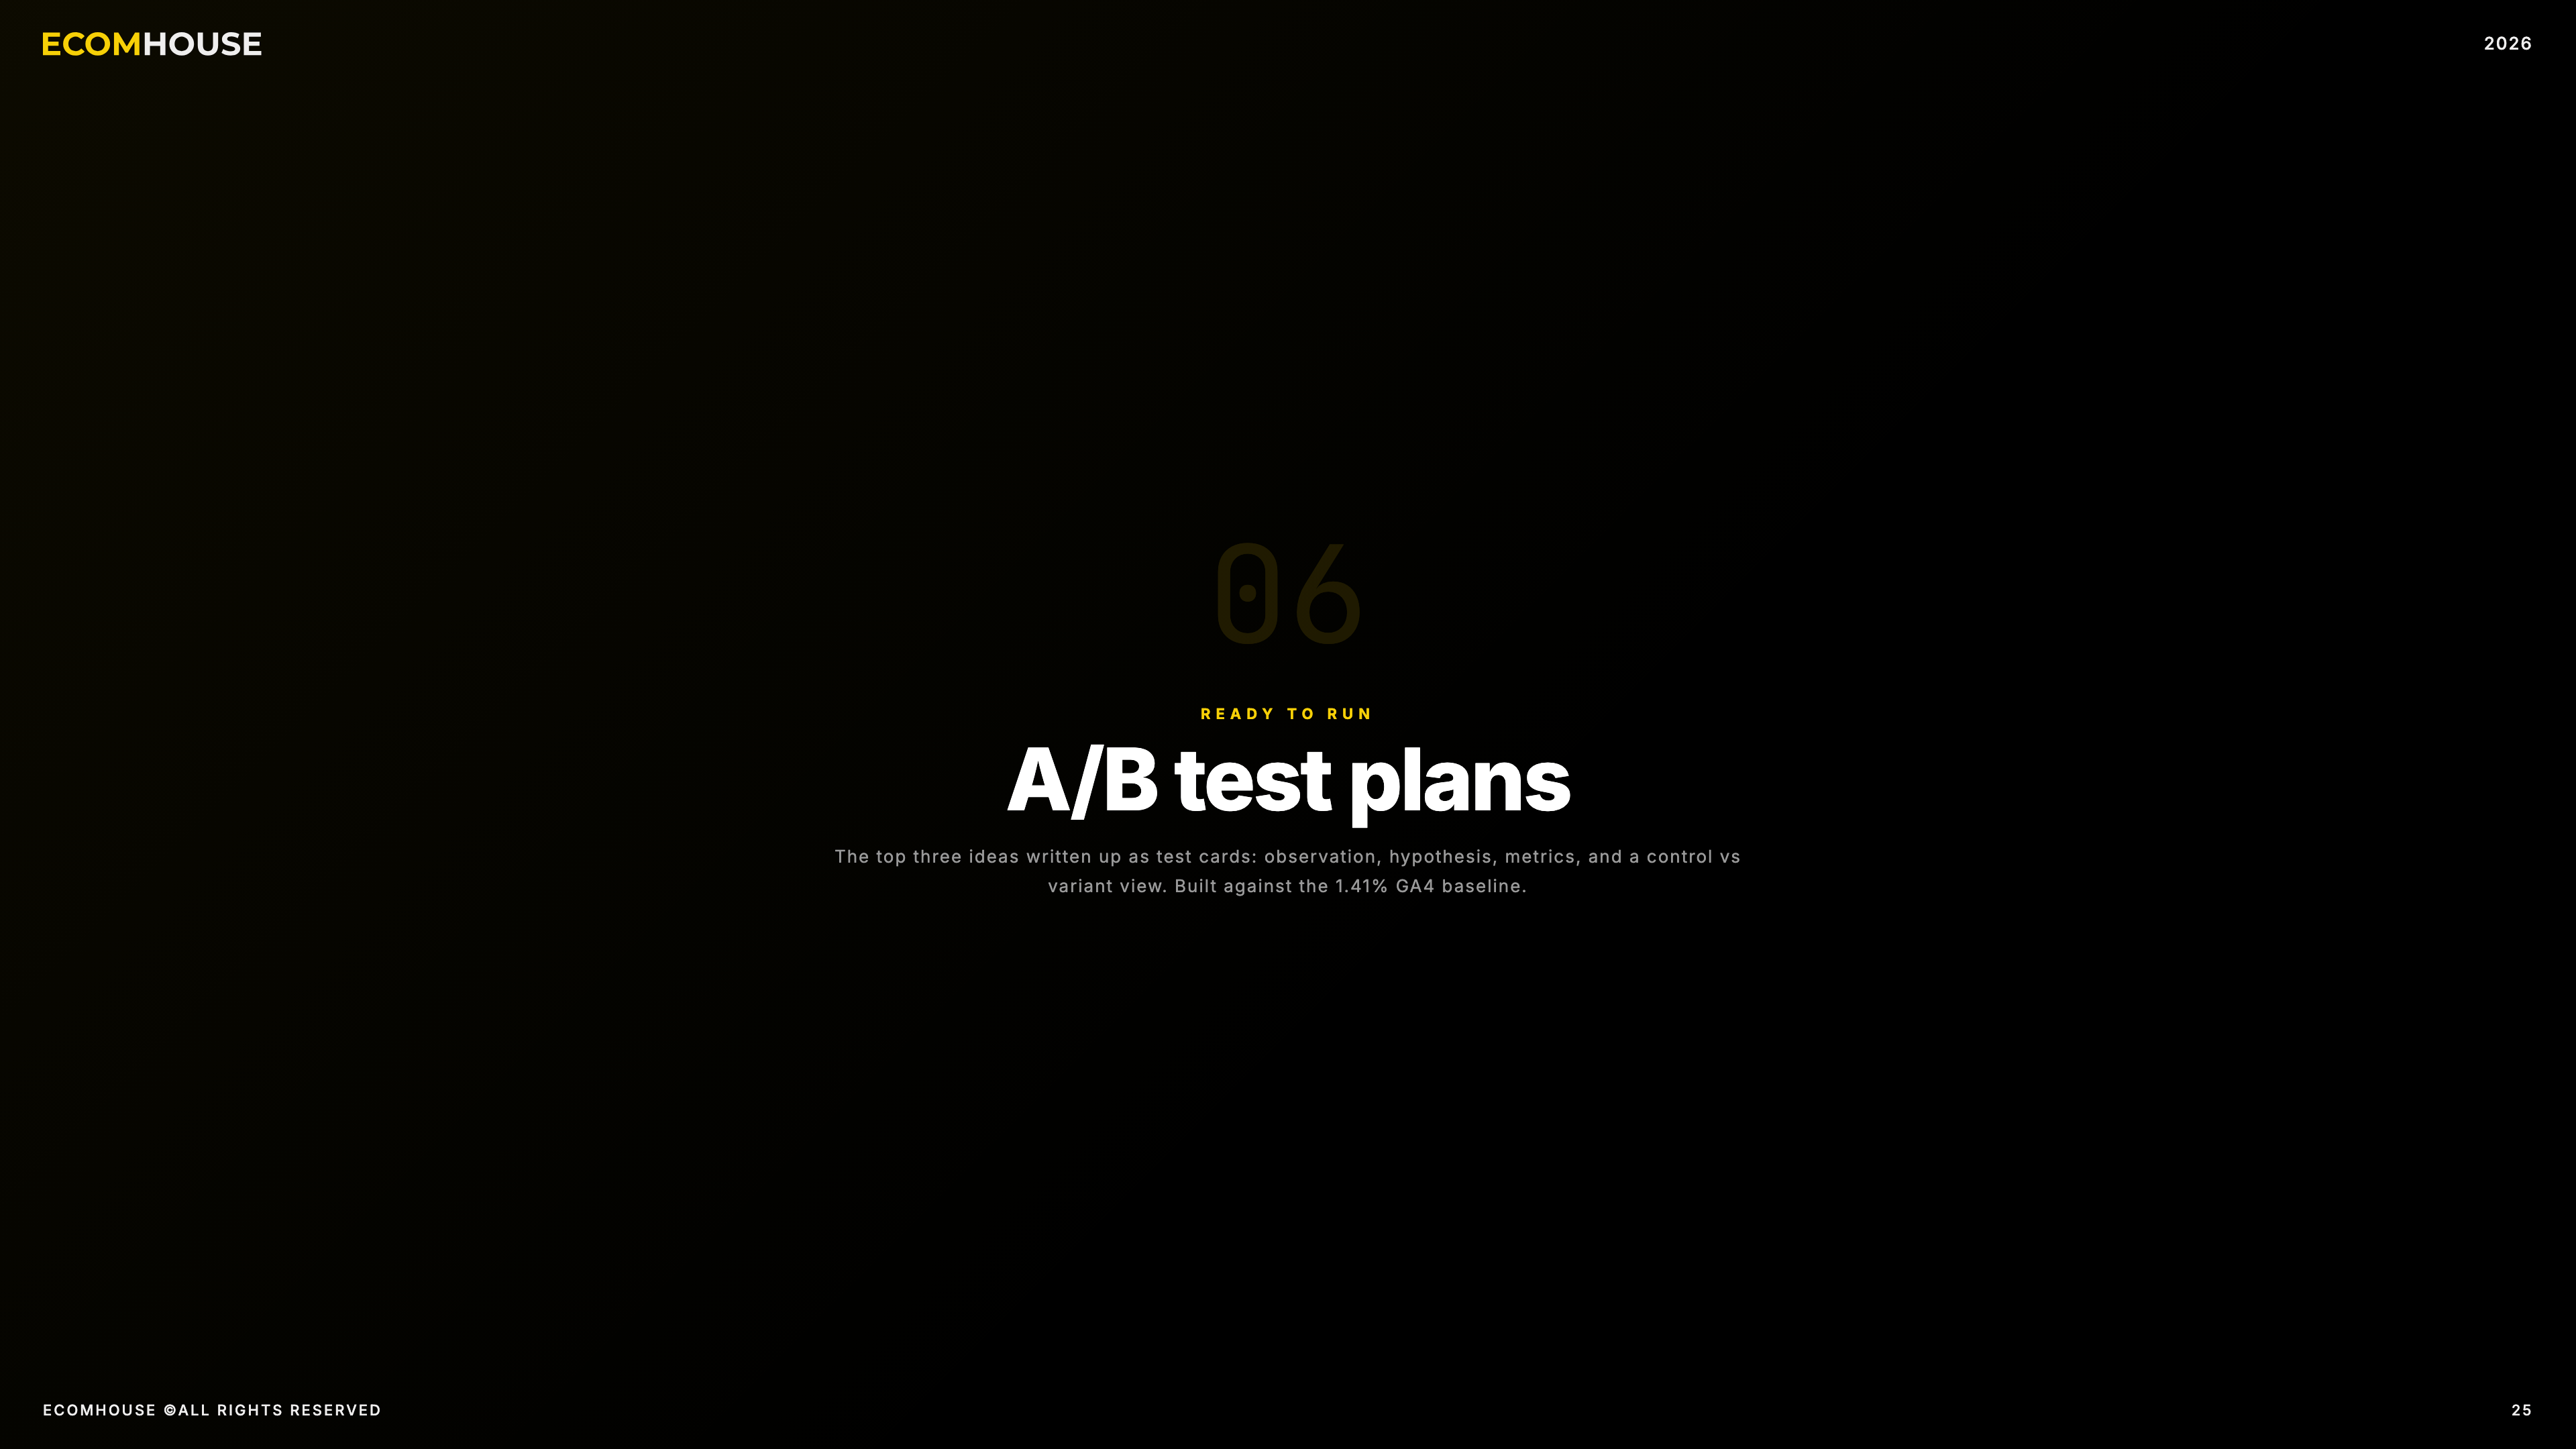 ECOMHOUSE
2026
06
READY TO RUN
A/B test plans
The top three ideas written up as test cards: observation, hypothesis, metrics, and a control vs
variant view. Built against the 1.41% GA4 baseline.
ECOMHOUSE ©ALL RIGHTS RESERVED
25